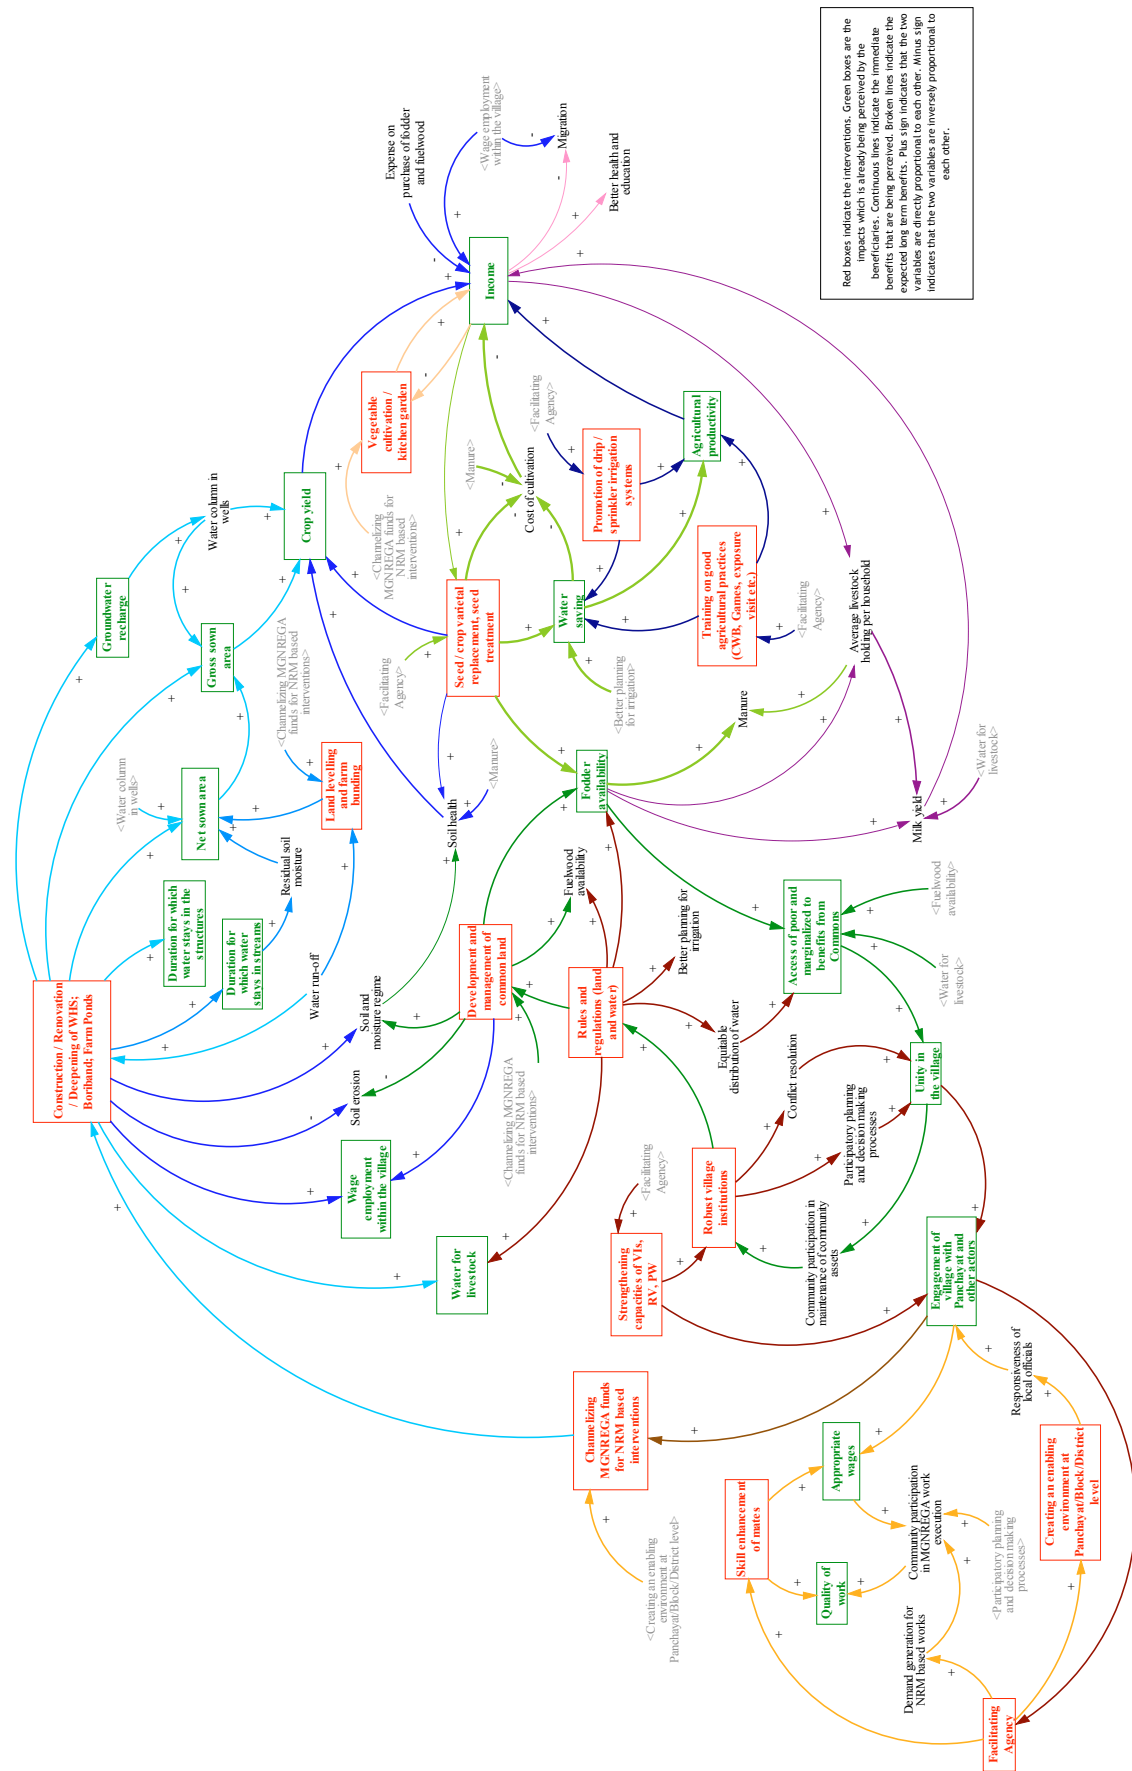 Construction / Renovation
/ Deepening of WHS;
Boriband; Farm Ponds
Groundwater
recharge
Water column in
wells
Gross sown
area
<Water column
in wells>
Net sown area
Duration for which
water stays in the
structures
Duration for
which water
stays in streams
Residual soil
moisture
Water run-off
<Channelizing MGNREGA
funds for NRM based
interventions>
Land levelling
and farm
bunding
Crop yield
Expense on
purchase of fodder
and fuelwood
<Wage employment
within the village>
Migration
Better health and
education
Income
Vegetable
cultivation /
kitchen garden
<Channelizing
MGNREGA funds for
NRM based
interventions>
<Manure>
Cost of cultivation
<Facilitating
Agency>
Promotion of drip /
sprinkler irrigation
systems
Agricultural
productivity
Training on good
agricultural practices
(CWB, Games, exposure
visit etc.)
<Facilitating
Agency>
Seed / crop varietal
replacement, seed
treatment
<Facilitating
Agency>
Water
saving
<Better planning
for irrigation>
Average livestock
holding per household
Manure
<Manure>
Soil health
Fodder
availability
Milk yield
<Water for
livestock>
Soil and
moisture regime
Soil erosion
Wage
employment
within the village
Water for
livestock
Development and
management of
common land
Fuelwood
availability
<Channelizing MGNREGA
funds for NRM based
interventions>
Rules and
regulations (land
and water)
Better planning for
irrigation
Equitable
distribution of water
Access of poor and
marginalized to
benefits from
Commons
<Fuelwood
availability>
<Water for
livestock>
Conflict resolution
Unity in
the village
Participatory planning
and decision making
processes
Robust village
institutions
<Facilitating
Agency>
Strengthening
capacities of VIs,
RV, PW
Community participation in
maintenance of community
assets
Engagement of
village with
Panchayat and
other actors
Channelizing
MGNREGA funds
for NRM based
interventions
<Creating an enabling
environment at
Panchayat/Block/District level>
Responsiveness of
local officials
Appropriate
wages
Skill enhancement
of mates
Quality of
work
Community participation
in MGNREGA work
execution
<Participatory planning
and decision making
processes>
Creating an enabling
environment at
Panchayat/Block/District
level
Demand generation for
NRM based works
Facilitating
Agency
Red boxes indicate the interventions. Green boxes are the
impacts which is already being perceived by the
beneficiaries. Continuous lines indicate the immediate
benefits that are being perceived. Broken lines indicate the
expected long term benefits. Plus sign indicates that the two
variables are directly proportional to each other. Minus sign
indicates that the two variables are inversely proportional to
each other.